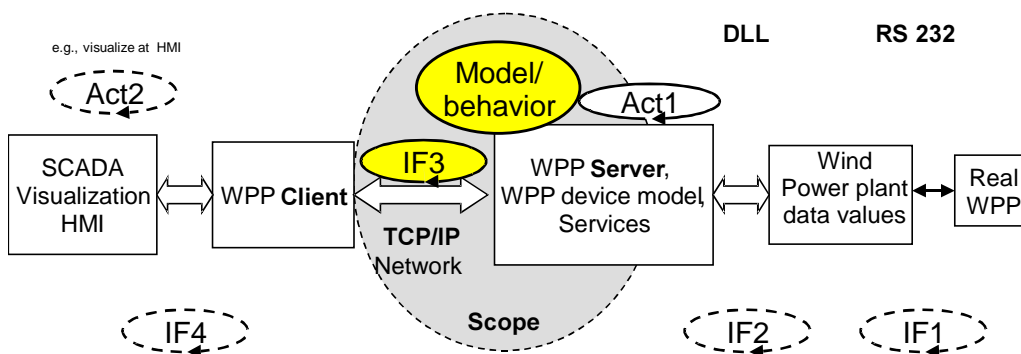 e.g., visualize at HMI
DLL
RS 232
Act2
Model/
behavior
Act1
SCADA
Visualization
HMI
WPP Client
IF3
TCP/IP
Network
WPP Server,
WPP device model,
Services
Wind
Power plant
data values
Real
WPP
Scope
IF4
IF2
IF1